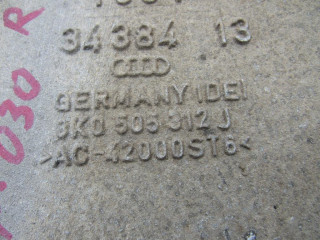 34384 13
GERMANY (DE)
8K0 505 312 J
>AC-42000ST6<
030 R